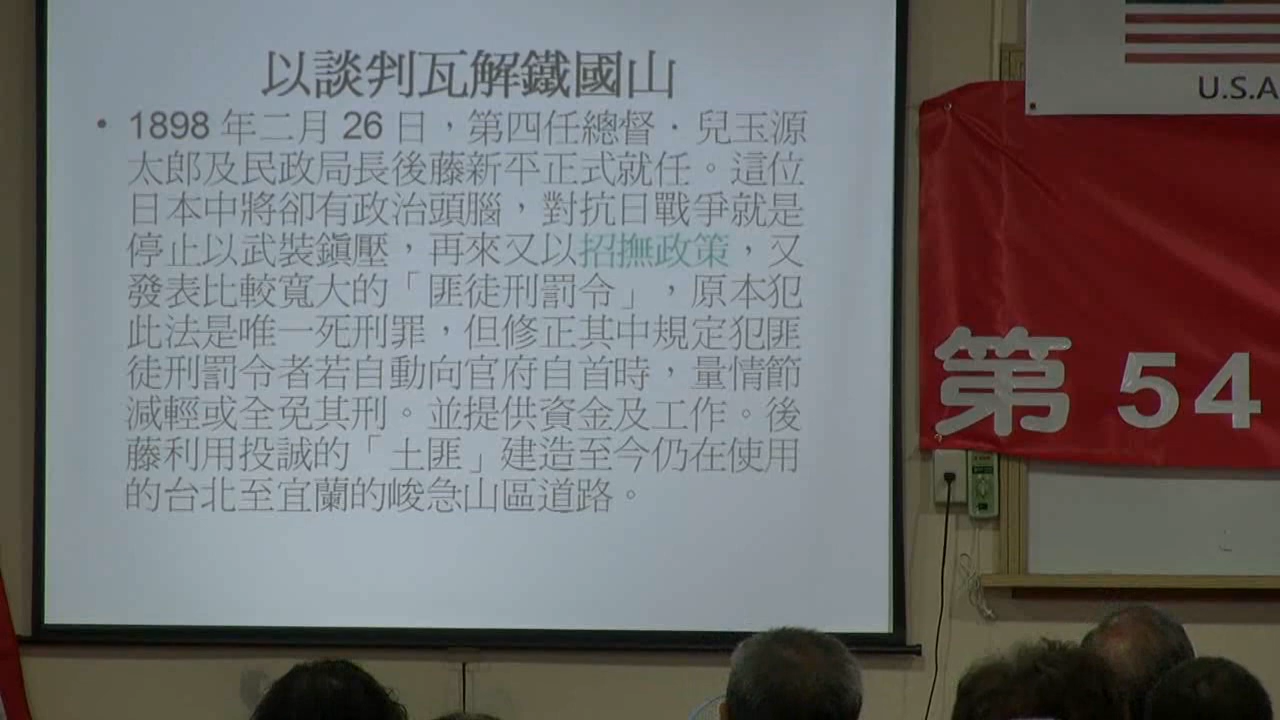 以談判瓦解鐵國山
• 1898 年二月 26 日，第四任總督．兒玉源
太郎及民政局長後藤新平正式就任。這位
日本中將卻有政治頭腦，對抗日戰爭就是
停止以武裝鎮壓，再來又以招撫政策，又
發表比較寬大的「匪徒刑罰令」，原本犯
此法是唯一死刑罪，但修正其中規定犯匪
徒刑罰令者若自動向官府自首時，量情節
減輕或全免其刑。並提供資金及工作。後
藤利用投誠的「土匪」建造至今仍在使用
的台北至宜蘭的峻急山區道路。
U.S.A
第 54